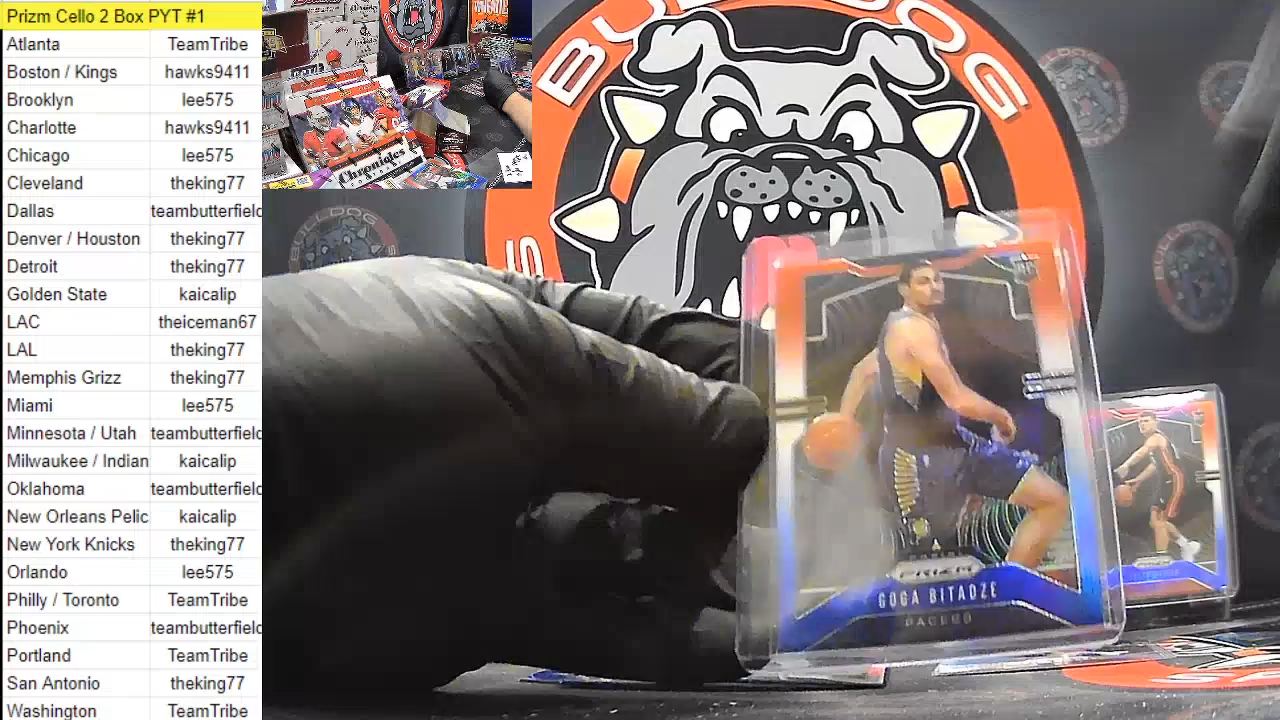 Prizm Cello 2 Box PYT #1
Atlanta TeamTribe
Boston / Kings hawks9411
Brooklyn lee575
Charlotte hawks9411
Chicago lee575
Cleveland theking77
Dallas teambutterfield
Denver / Houston theking77
Detroit theking77
Golden State kaicalip
LAC theiceman67
LAL theking77
Memphis Grizz theking77
Miami lee575
Minnesota / Utah teambutterfield
Milwaukee / Indian kaicalip
Oklahoma teambutterfield
New Orleans Pelic kaicalip
New York Knicks theking77
Orlando lee575
Philly / Toronto TeamTribe
Phoenix teambutterfield
Portland TeamTribe
San Antonio theking77
Washington TeamTribe
Chronicles
BULLDOG
BULLDOG
RC
PRIZM
GOGA BITADZE
PACERS
PRIZM